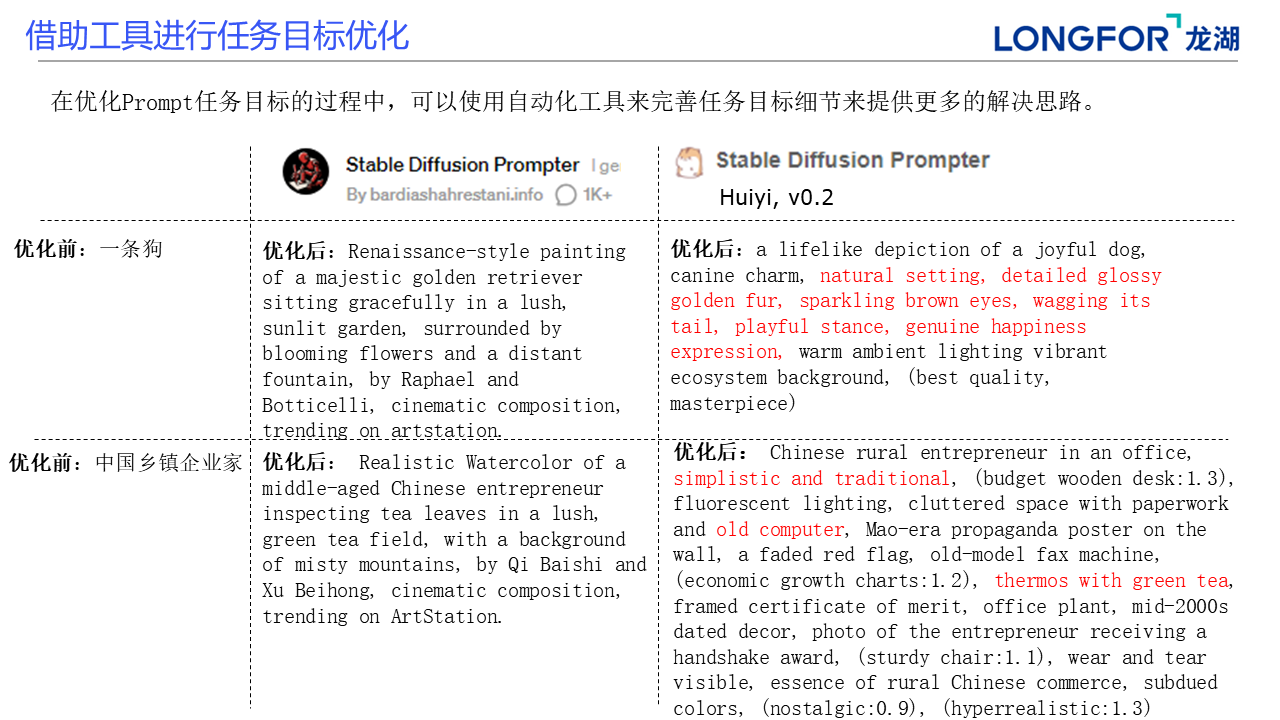 借助工具进行任务目标优化
LONGFOR 龙湖
在优化Prompt任务目标的过程中，可以使用自动化工具来完善任务目标细节来提供更多的解决思路。
Stable Diffusion Prompter I ge
By bardiashahrestani.info 1K+
Stable Diffusion Prompter
Huiyi, v0.2
优化前：一条狗
优化后：Renaissance-style painting
of a majestic golden retriever
sitting gracefully in a lush,
sunlit garden, surrounded by
blooming flowers and a distant
fountain, by Raphael and
Botticelli, cinematic composition,
trending on artstation.
优化后：a lifelike depiction of a joyful dog,
canine charm, natural setting, detailed glossy
golden fur, sparkling brown eyes, wagging its
tail, playful stance, genuine happiness
expression, warm ambient lighting vibrant
ecosystem background, (best quality,
masterpiece)
优化前：中国乡镇企业家
优化后： Realistic Watercolor of a
middle-aged Chinese entrepreneur
inspecting tea leaves in a lush,
green tea field, with a background
of misty mountains, by Qi Baishi and
Xu Beihong, cinematic composition,
trending on ArtStation.
优化后： Chinese rural entrepreneur in an office,
simplistic and traditional, (budget wooden desk:1.3),
fluorescent lighting, cluttered space with paperwork
and old computer, Mao-era propaganda poster on the
wall, a faded red flag, old-model fax machine,
(economic growth charts:1.2), thermos with green tea,
framed certificate of merit, office plant, mid-2000s
dated decor, photo of the entrepreneur receiving a
handshake award, (sturdy chair:1.1), wear and tear
visible, essence of rural Chinese commerce, subdued
colors, (nostalgic:0.9), (hyperrealistic:1.3)